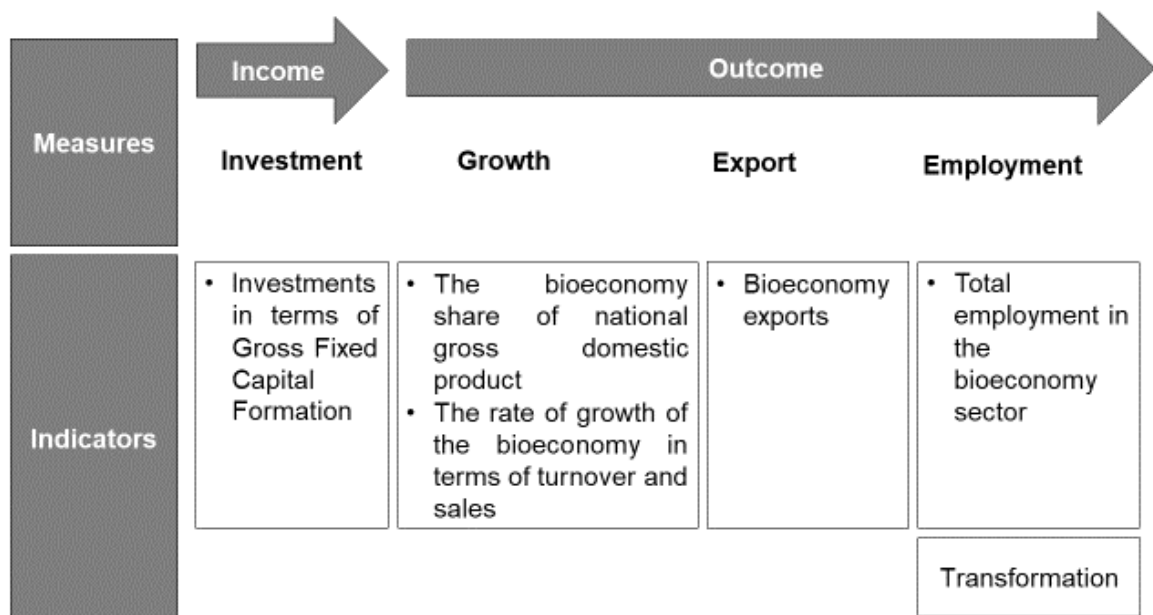 Income
Outcome
Measures
Investment
Growth
Export
Employment
Indicators
• Investments
in terms of
Gross Fixed
Capital
Formation
• The bioeconomy
share of national
gross domestic
product
• The rate of growth of
the bioeconomy in
terms of turnover and
sales
• Bioeconomy
exports
• Total
employment in
the
bioeconomy
sector
Transformation